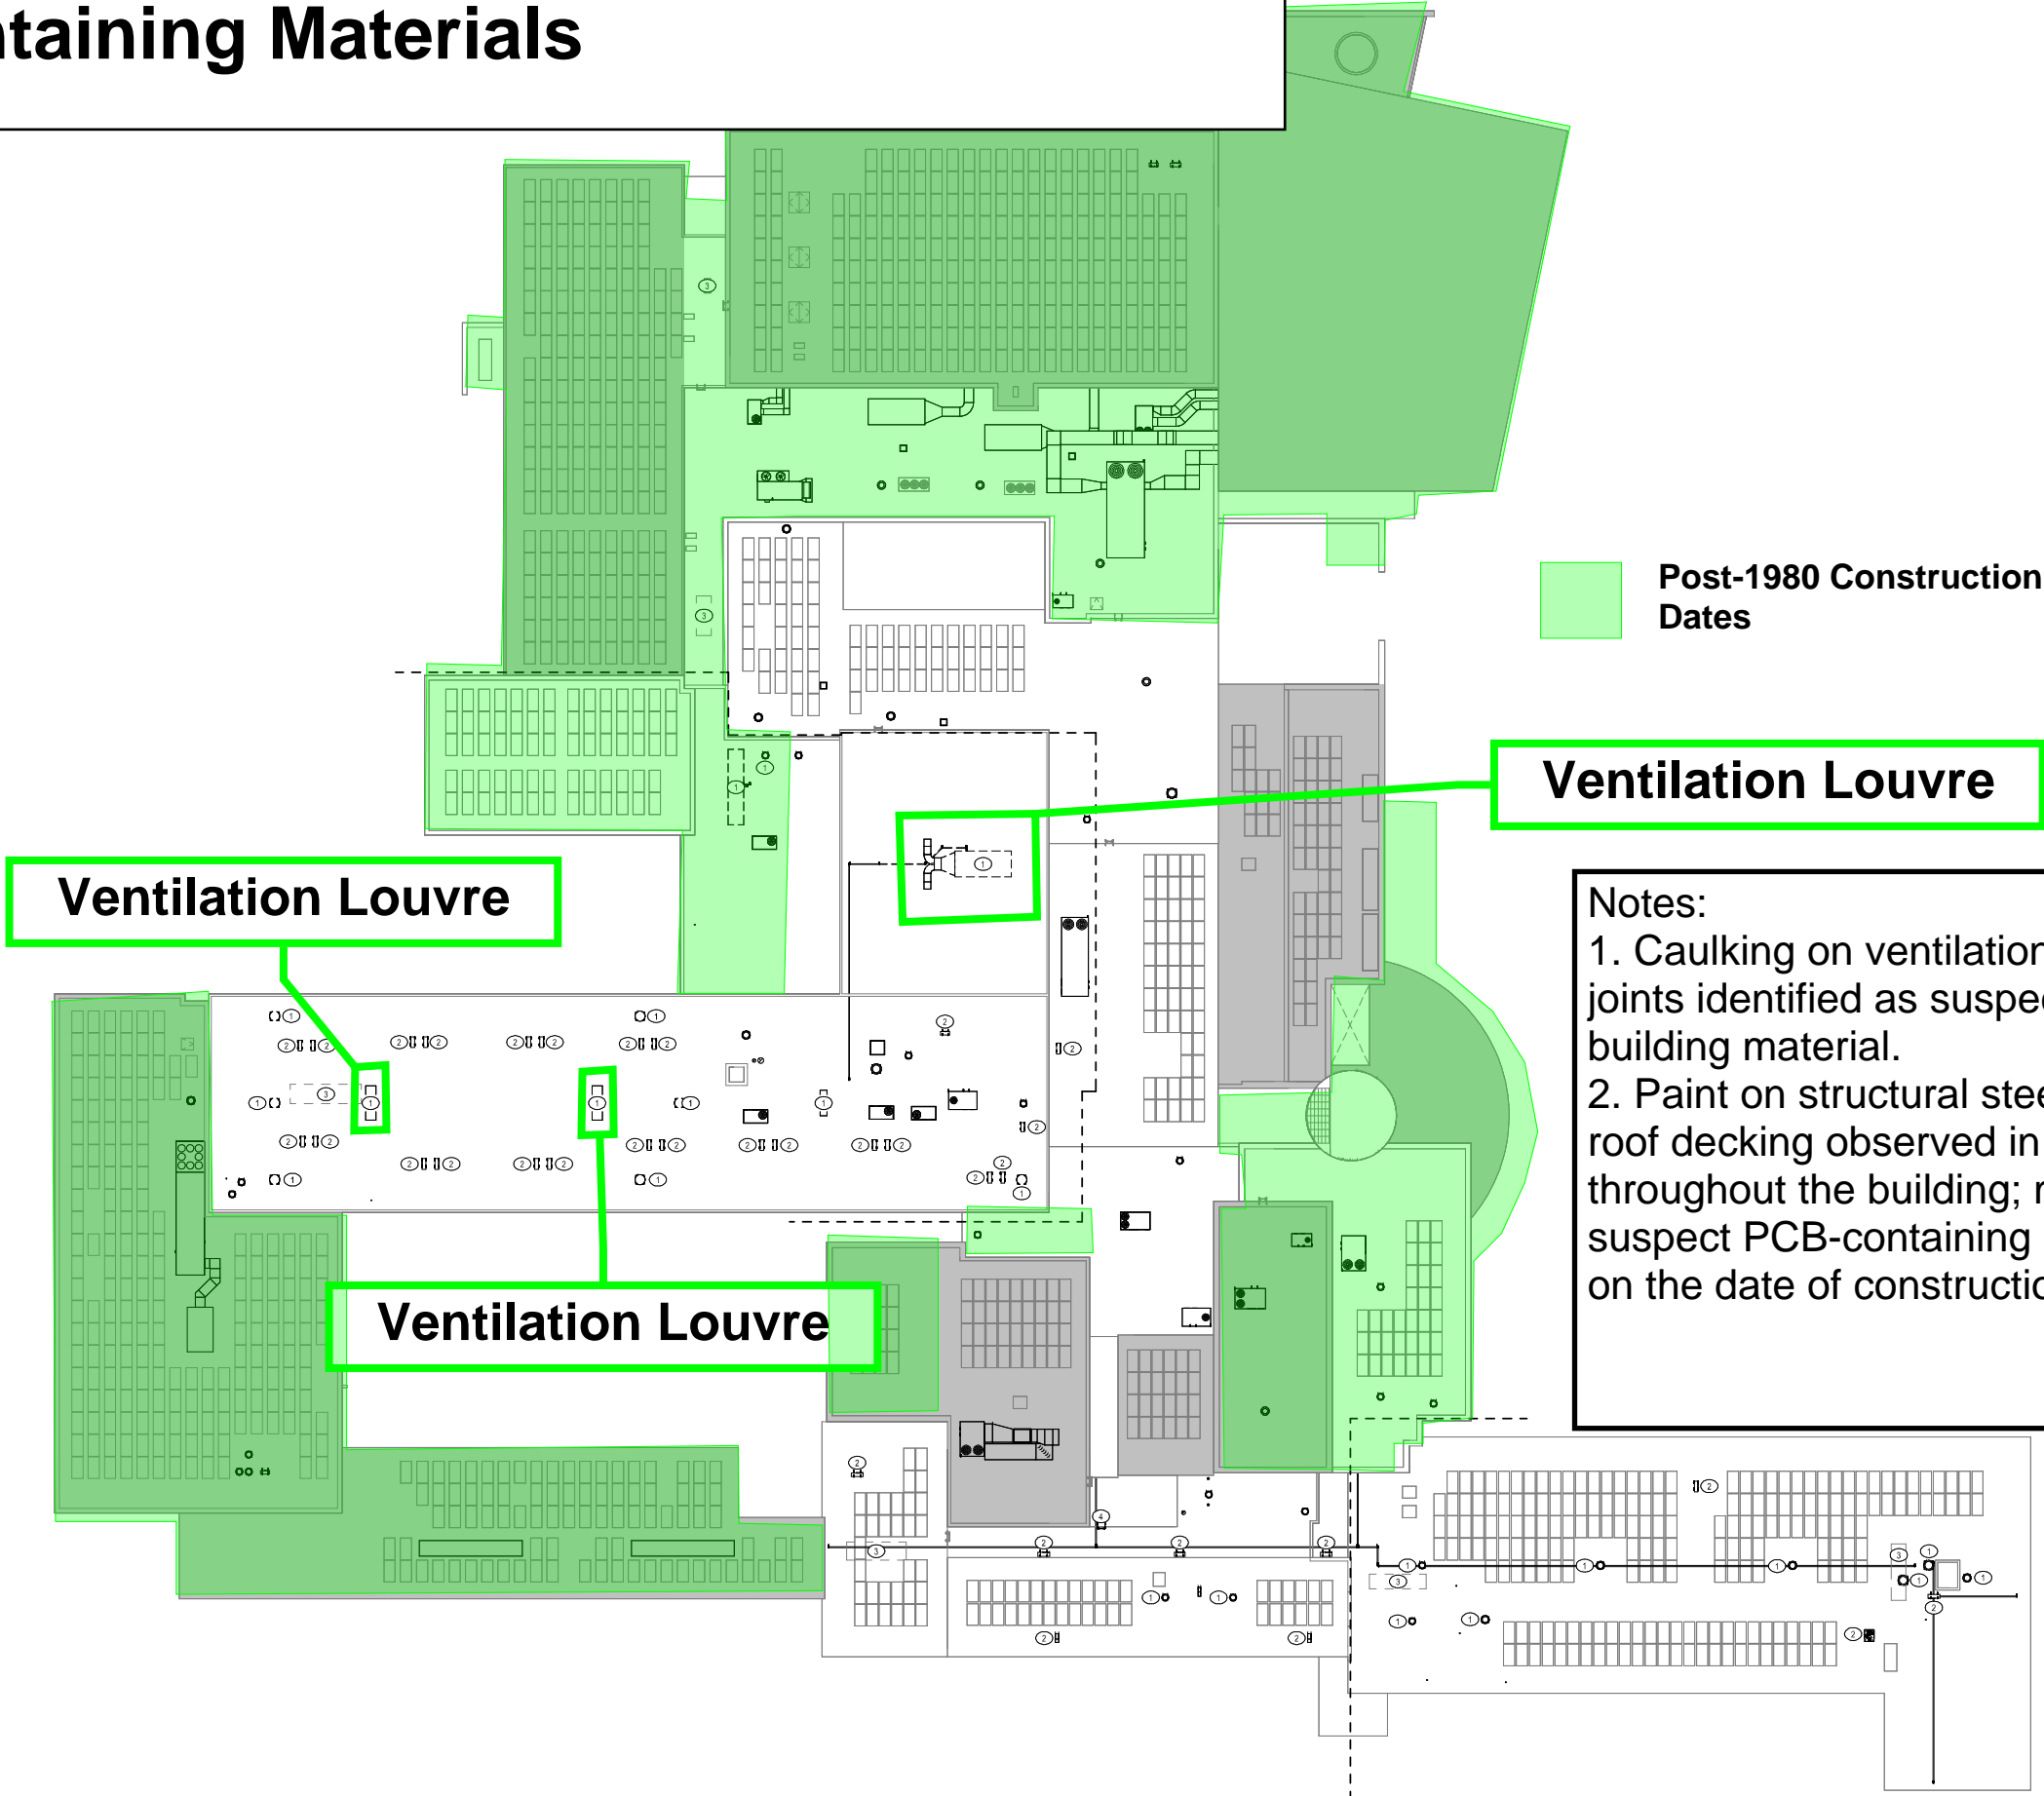 ntaining Materials
Post-1980 Construction
Dates
Ventilation Louvre
Ventilation Louvre
Notes:
1. Caulking on ventilation
joints identified as suspe
building material.
2. Paint on structural stee
roof decking observed in
throughout the building; r
suspect PCB-containing
on the date of constructio
Ventilation Louvre